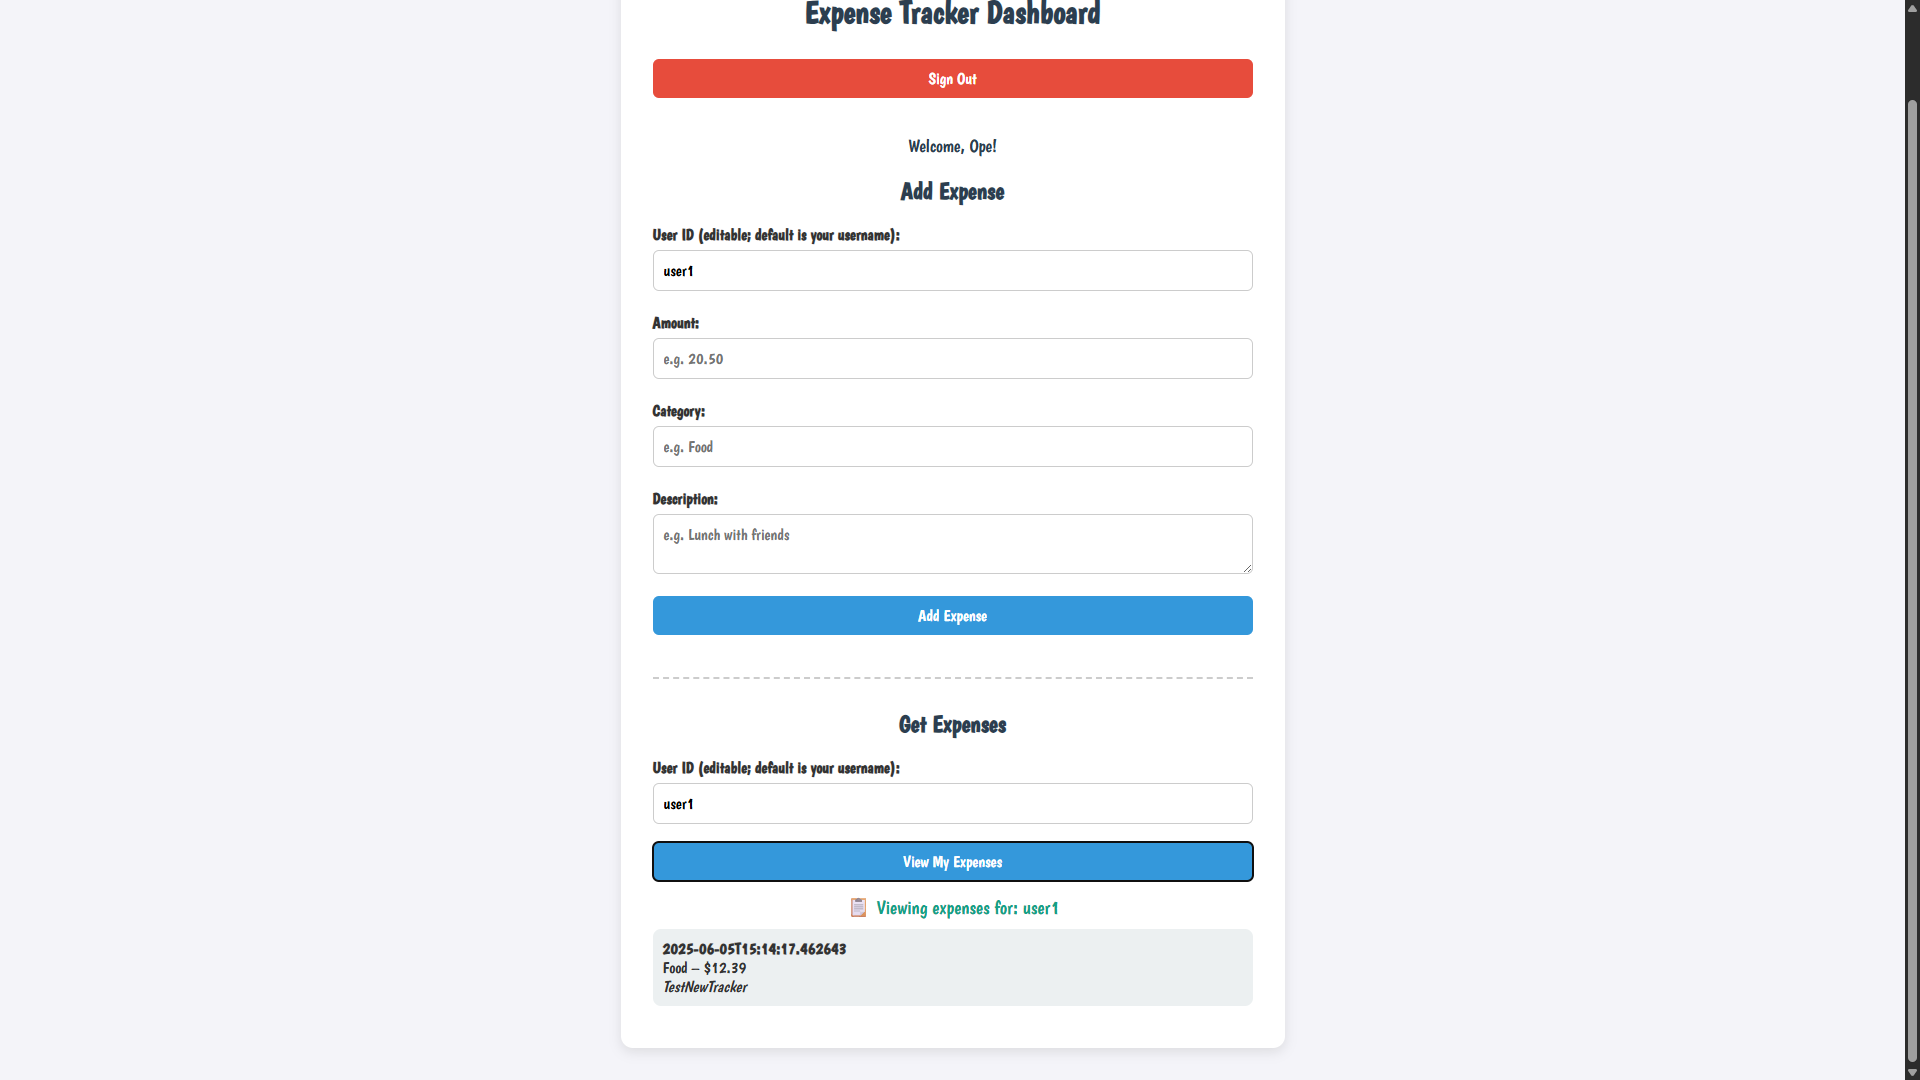 Expense Tracker Dashboard
Sign Out
Welcome, Ope!
Add Expense
User ID (editable; default is your username):
user1
Amount:
e.g. 20.50
Category:
e.g. Food
Description:
e.g. Lunch with friends
Add Expense
Get Expenses
User ID (editable; default is your username):
user1
View My Expenses
📋 Viewing expenses for: user1
2025-06-05T15:14:17.462643
Food – $12.39
TestNewTracker